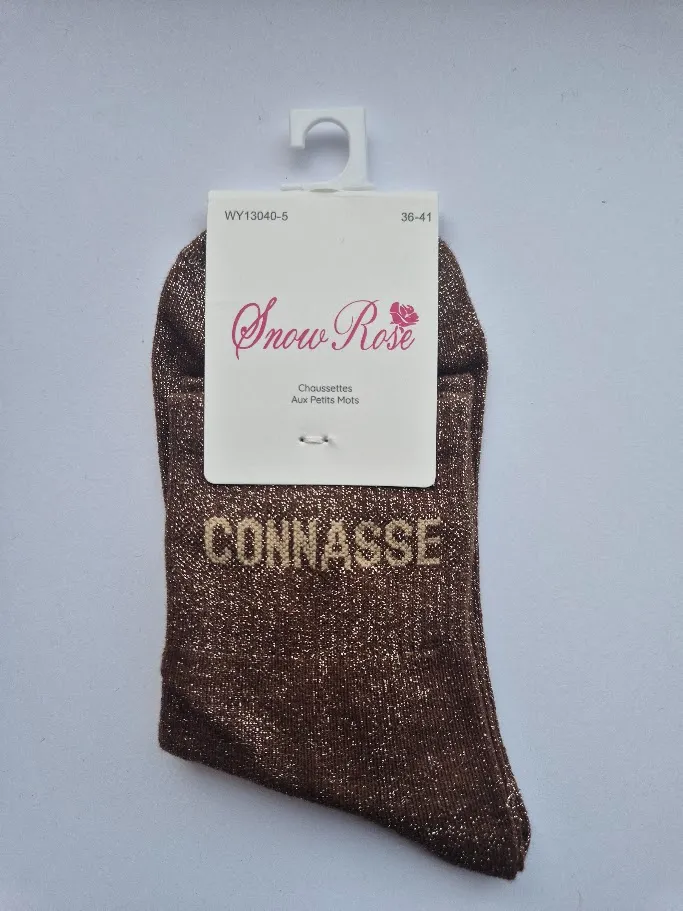 WY13040-5 36-41
Snow Rose
Chaussettes
Aux Petits Mots
CONNASSE